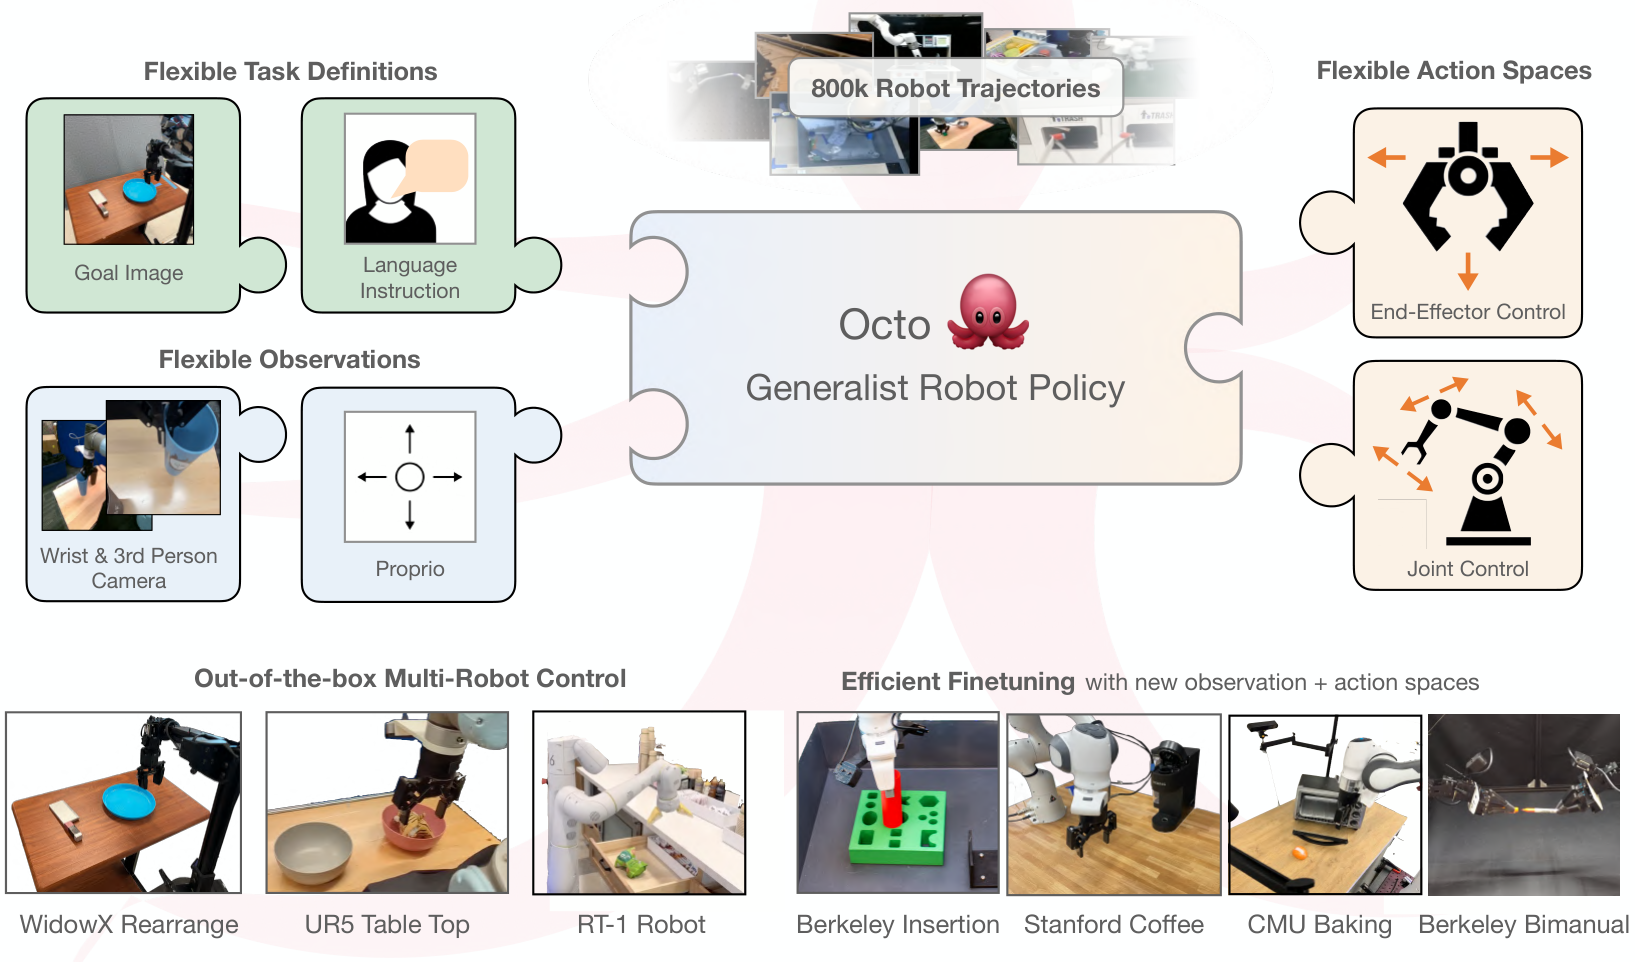 800k Robot Trajectories
TRASH
TRASH
Flexible Task Definitions
Goal Image
Language
Instruction
Flexible Observations
Wrist & 3rd Person
Camera
Proprio
Octo
Generalist Robot Policy
Flexible Action Spaces
End-Effector Control
Joint Control
Out-of-the-box Multi-Robot Control
WidowX Rearrange
UR5 Table Top
RT-1 Robot
Efficient Finetuning with new observation + action spaces
Berkeley Insertion
Stanford Coffee
CMU Baking
Berkeley Bimanual